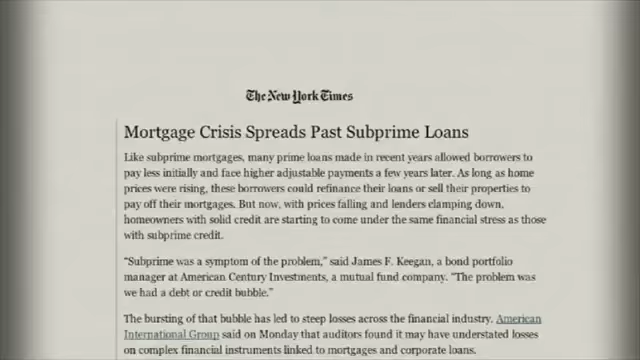 The New York Times
Mortgage Crisis Spreads Past Subprime Loans
Like subprime mortgages, many prime loans made in recent years allowed borrowers to
pay less initially and face higher adjustable payments a few years later. As long as home
prices were rising, these borrowers could refinance their loans or sell their properties to
pay off their mortgages. But now, with prices falling and lenders clamping down,
homeowners with solid credit are starting to come under the same financial stress as those
with subprime credit.
“Subprime was a symptom of the problem,” said James F. Keegan, a bond portfolio
manager at American Century Investments, a mutual fund company. “The problem was
we had a debt or credit bubble.”
The bursting of that bubble has led to steep losses across the financial industry. American
International Group said on Monday that auditors found it may have understated losses
on complex financial instruments linked to mortgages and corporate loans.